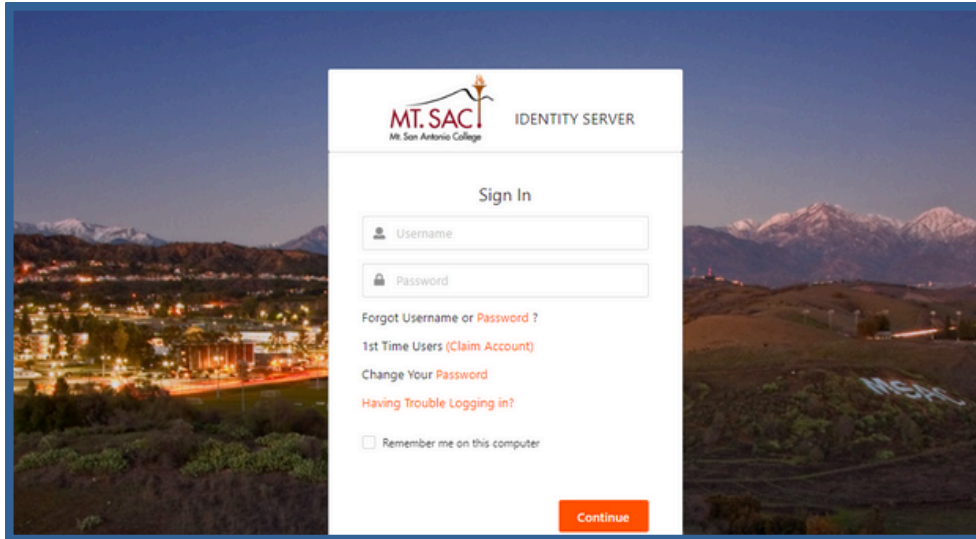 MT. SAC
Mt. San Antonio College
IDENTITY SERVER
Sign In
Username
Password
Forgot Username or Password ?
1st Time Users (Claim Account)
Change Your Password
Having Trouble Logging in?
Remember me on this computer
Continue
MSAC